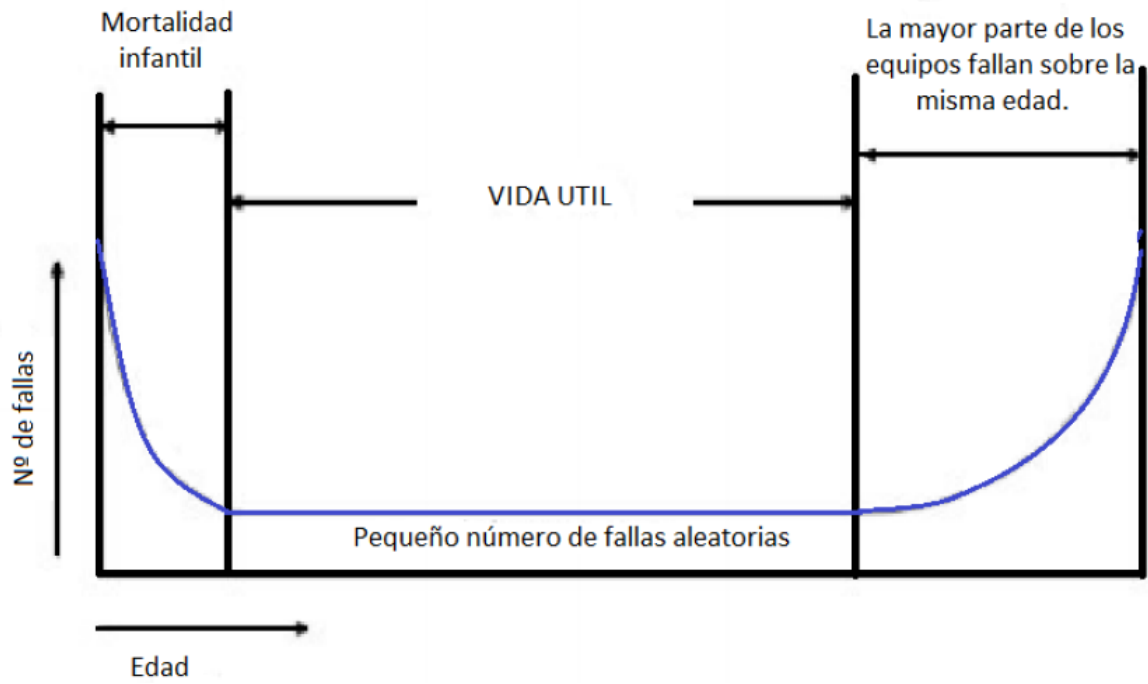 Mortalidad
infantil
La mayor parte de los
equipos fallan sobre la
misma edad.
VIDA UTIL
Nº de fallas
Pequeño número de fallas aleatorias
Edad